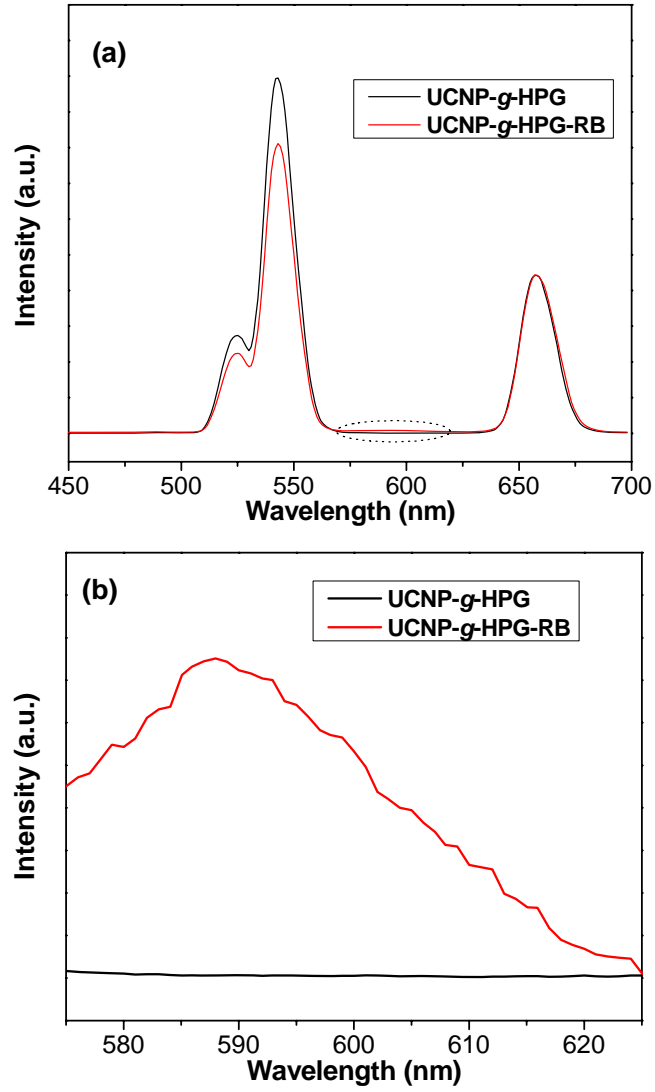 (a)
UCNP-g-HPG
UCNP-g-HPG-RB
Intensity (a.u.)
450 500 550 600 650 700
Wavelength (nm)
(b)
UCNP-g-HPG
UCNP-g-HPG-RB
Intensity (a.u.)
580 590 600 610 620
Wavelength (nm)